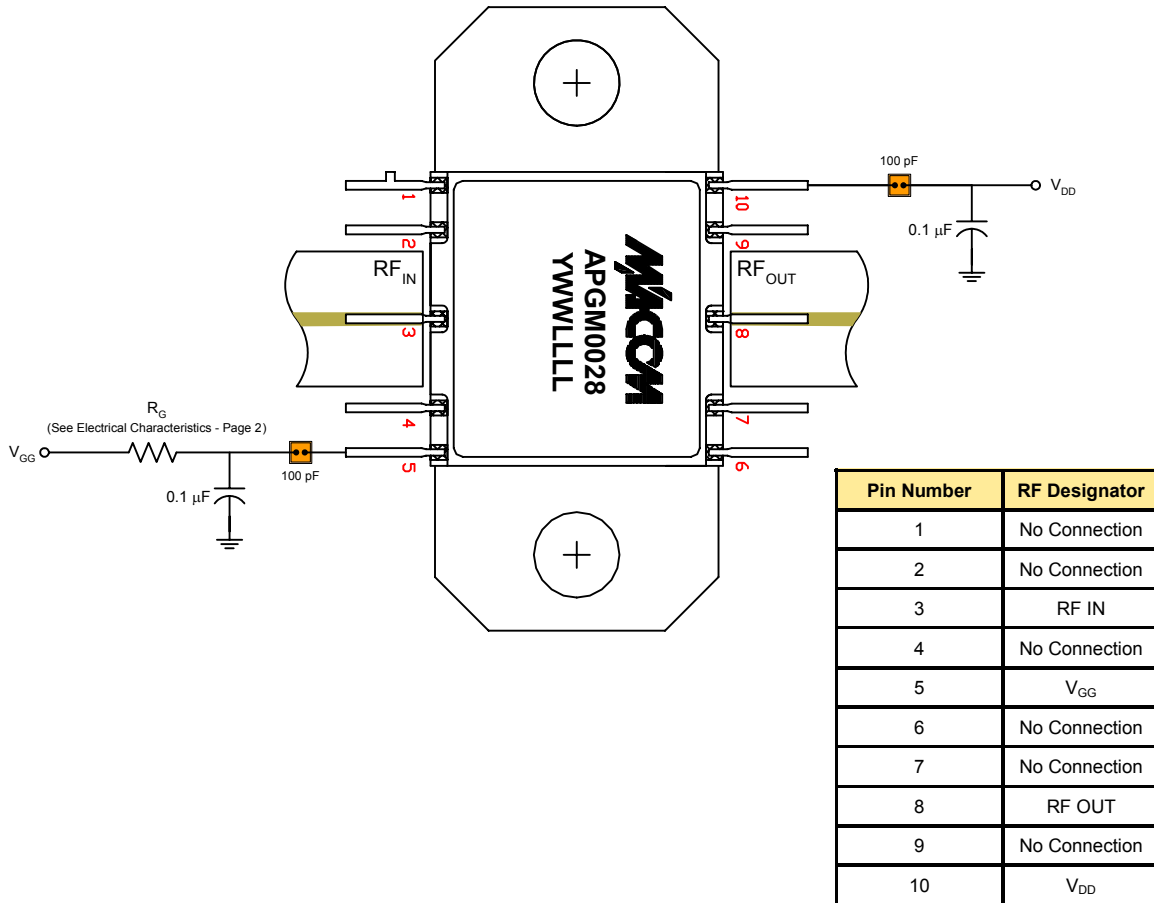 100 pF
V_DD
0.1 μF
1
10
2
9
RF_IN
RF_OUT
M/ACOM
APGM0028
YWWLLLL
3
8
R_G
(See Electrical Characteristics - Page 2)
4
7
V_GG
100 pF
5
6
0.1 μF
Pin Number RF Designator
1 No Connection
2 No Connection
3 RF IN
4 No Connection
5 V_GG
6 No Connection
7 No Connection
8 RF OUT
9 No Connection
10 V_DD